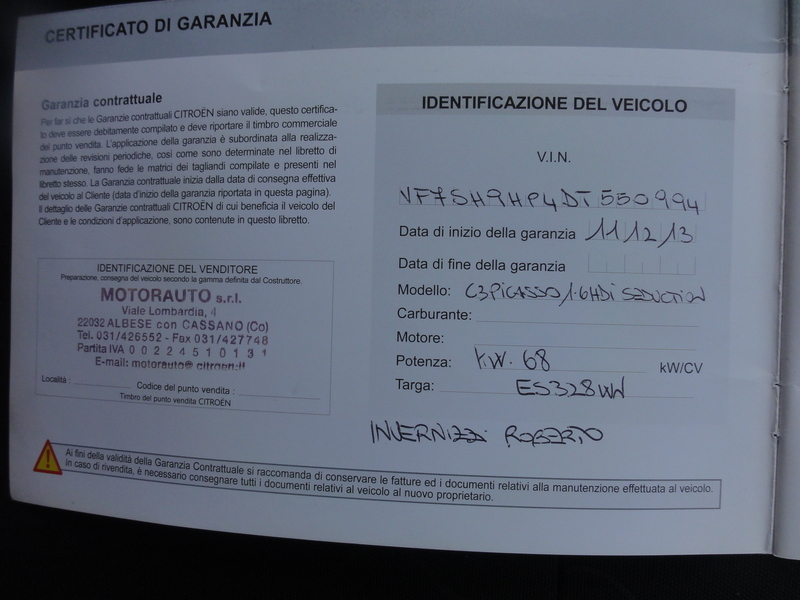 CERTIFICATO DI GARANZIA
Garanzia contrattuale
Per far sì che le Garanzie contrattuali CITROËN siano valide, questo certifica-
to deve essere debitamente compilato e deve riportare il timbro commerciale
del punto vendita. L'applicazione della garanzia è subordinata alla realizza-
zione delle revisioni periodiche, così come sono determinate nel libretto di
manutenzione, fanno fede le matrici dei tagliandi compilate e presenti nel
libretto stesso. La Garanzia contrattuale inizia dalla data di consegna effettiva
del veicolo al Cliente (data d'inizio della garanzia riportata in questa pagina).
Il dettaglio delle Garanzie contrattuali CITROËN di cui beneficia il veicolo del
Cliente e le condizioni d'applicazione, sono contenute in questo libretto.
IDENTIFICAZIONE DEL VENDITORE
Preparazione, consegna del veicolo secondo la gamma definita dal Costruttore.
MOTORAUTO s.r.l.
Viale Lombardia, 4
22032 ALBESE con CASSANO (Co)
Tel. 031/426552 - Fax 031/427748
Partita IVA 0 0 2 2 4 5 1 0 1 3 1
E-mail: motorauto@citroen.it
Località :
Codice del punto vendita :
Timbro del punto vendita CITROËN
IDENTIFICAZIONE DEL VEICOLO
V.I.N.
VF7SH9HP4DT550994
Data di inizio della garanzia 11/12/13
Data di fine della garanzia
Modello: C3PICASSO/1.6HDi SEDUCTION
Carburante:
Motore:
Potenza: KW. 68 kW/CV
Targa: ES328WW
INVERNIZZI ROBERTO
Ai fini della validità della Garanzia Contrattuale si raccomanda di conservare le fatture ed i documenti relativi alla manutenzione effettuata al veicolo.
In caso di rivendita, è necessario consegnare tutti i documenti relativi al veicolo al nuovo proprietario.